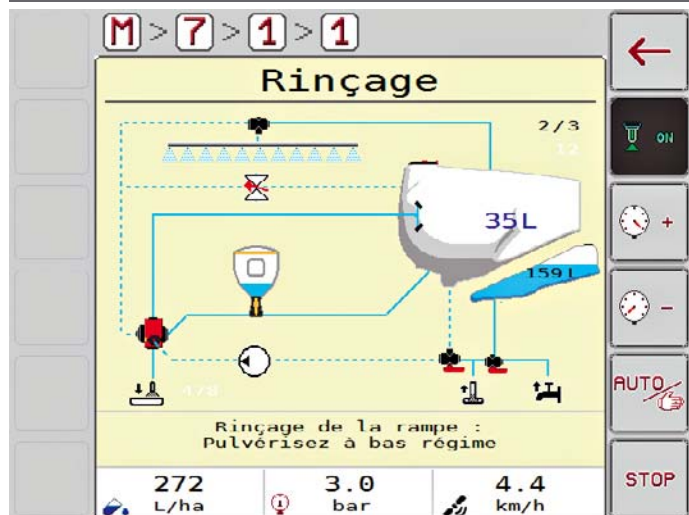 M > 7 > 1 > 1
Rinçage
2/3
12
ON
35L
+
159 l
-
478
AUTO
Rinçage de la rampe :
Pulvérisez à bas régime
STOP
272 3.0 4.4
L/ha bar km/h